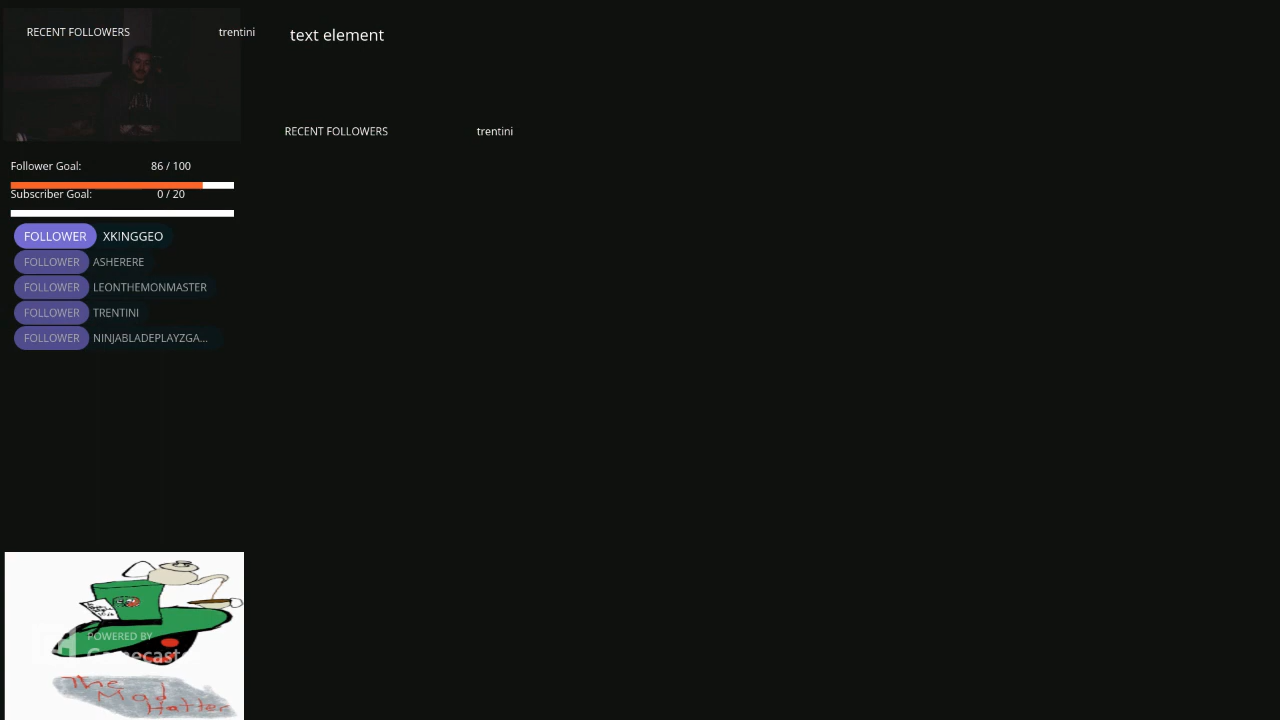 RECENT FOLLOWERS trentini
text element
RECENT FOLLOWERS trentini
Follower Goal: 86 / 100
Subscriber Goal: 0 / 20
FOLLOWER XKINGGEO
FOLLOWER ASHERERE
FOLLOWER LEONTHEMONMASTER
FOLLOWER TRENTINI
FOLLOWER NINJABLADEPLAYZGA...
POWERED BY
Gamecaster
The
Mad
Hatter